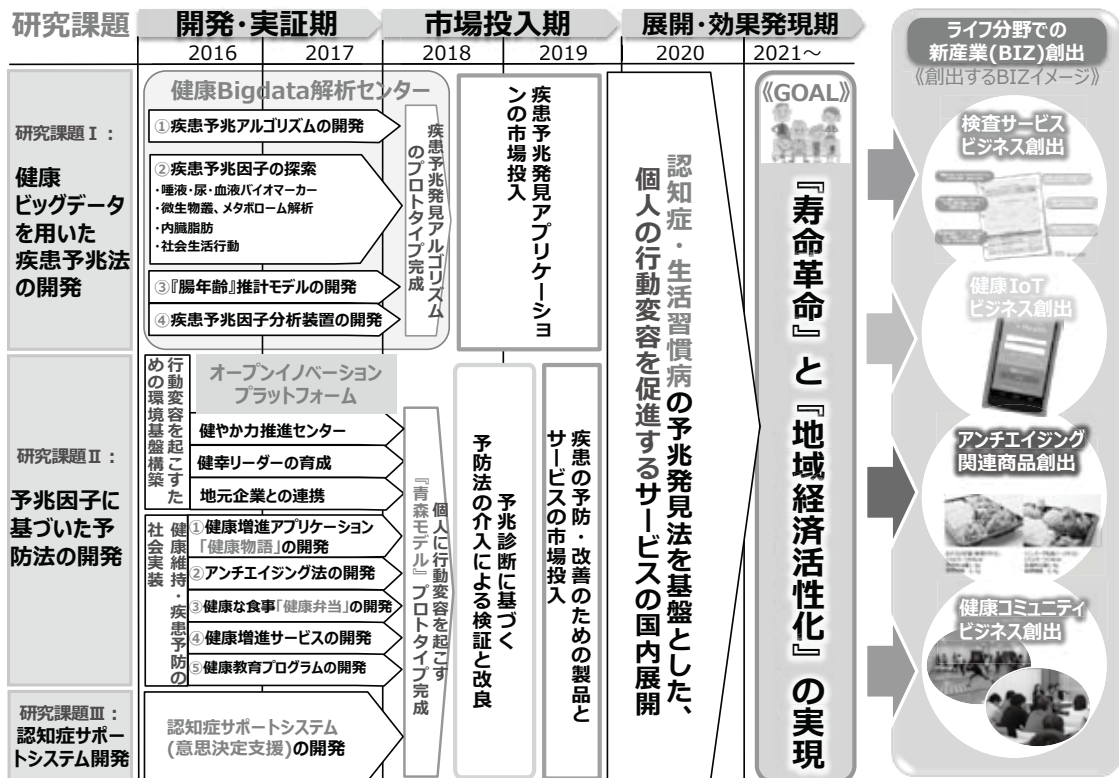 研究課題
開発・実証期
市場投入期
展開・効果発現期
2016
2017
2018
2019
2020
2021～
研究課題Ⅰ：
健康
ビッグデータ
を用いた
疾患予兆法
の開発
健康Bigdata解析センター
①疾患予兆アルゴリズムの開発
②疾患予兆因子の探索
・唾液・尿・血液バイオマーカー
・微生物叢、メタボローム解析
・内臓脂肪
・社会生活行動
③『腸年齢』推計モデルの開発
④疾患予兆因子分析装置の開発
疾患予兆発見アルゴリズム
のプロトタイプ完成
疾患予兆発見アプリケーショ
ンの市場投入
研究課題Ⅱ：
予兆因子に
基づいた予
防法の開発
行動変容を起こすた
めの環境基盤構築
オープンイノベーション
プラットフォーム
健やか力推進センター
健幸リーダーの育成
地元企業との連携
健康維持・疾患予防の
社会実装
①健康増進アプリケーション
「健康物語」の開発
②アンチエイジング法の開発
③健康な食事「健康弁当」の開発
④健康増進サービスの開発
⑤健康教育プログラムの開発
個人に行動変容を起こす
『青森モデル』プロトタイプ完成
予兆診断に基づく
予防法の介入による検証と改良
疾患の予防・改善のための製品と
サービスの市場投入
研究課題Ⅲ：
認知症サポー
トシステム開発
認知症サポートシステム
(意思決定支援)の開発
認知症・生活習慣病の予兆発見法を基盤とした、
個人の行動変容を促進するサービスの国内展開
《GOAL》
『寿命革命』と『地域経済活性化』の実現
ライフ分野での
新産業(BIZ)創出
《創出するBIZイメージ》
検査サービス
ビジネス創出
健康IoT
ビジネス創出
アンチエイジング
関連商品創出
健康コミュニティ
ビジネス創出